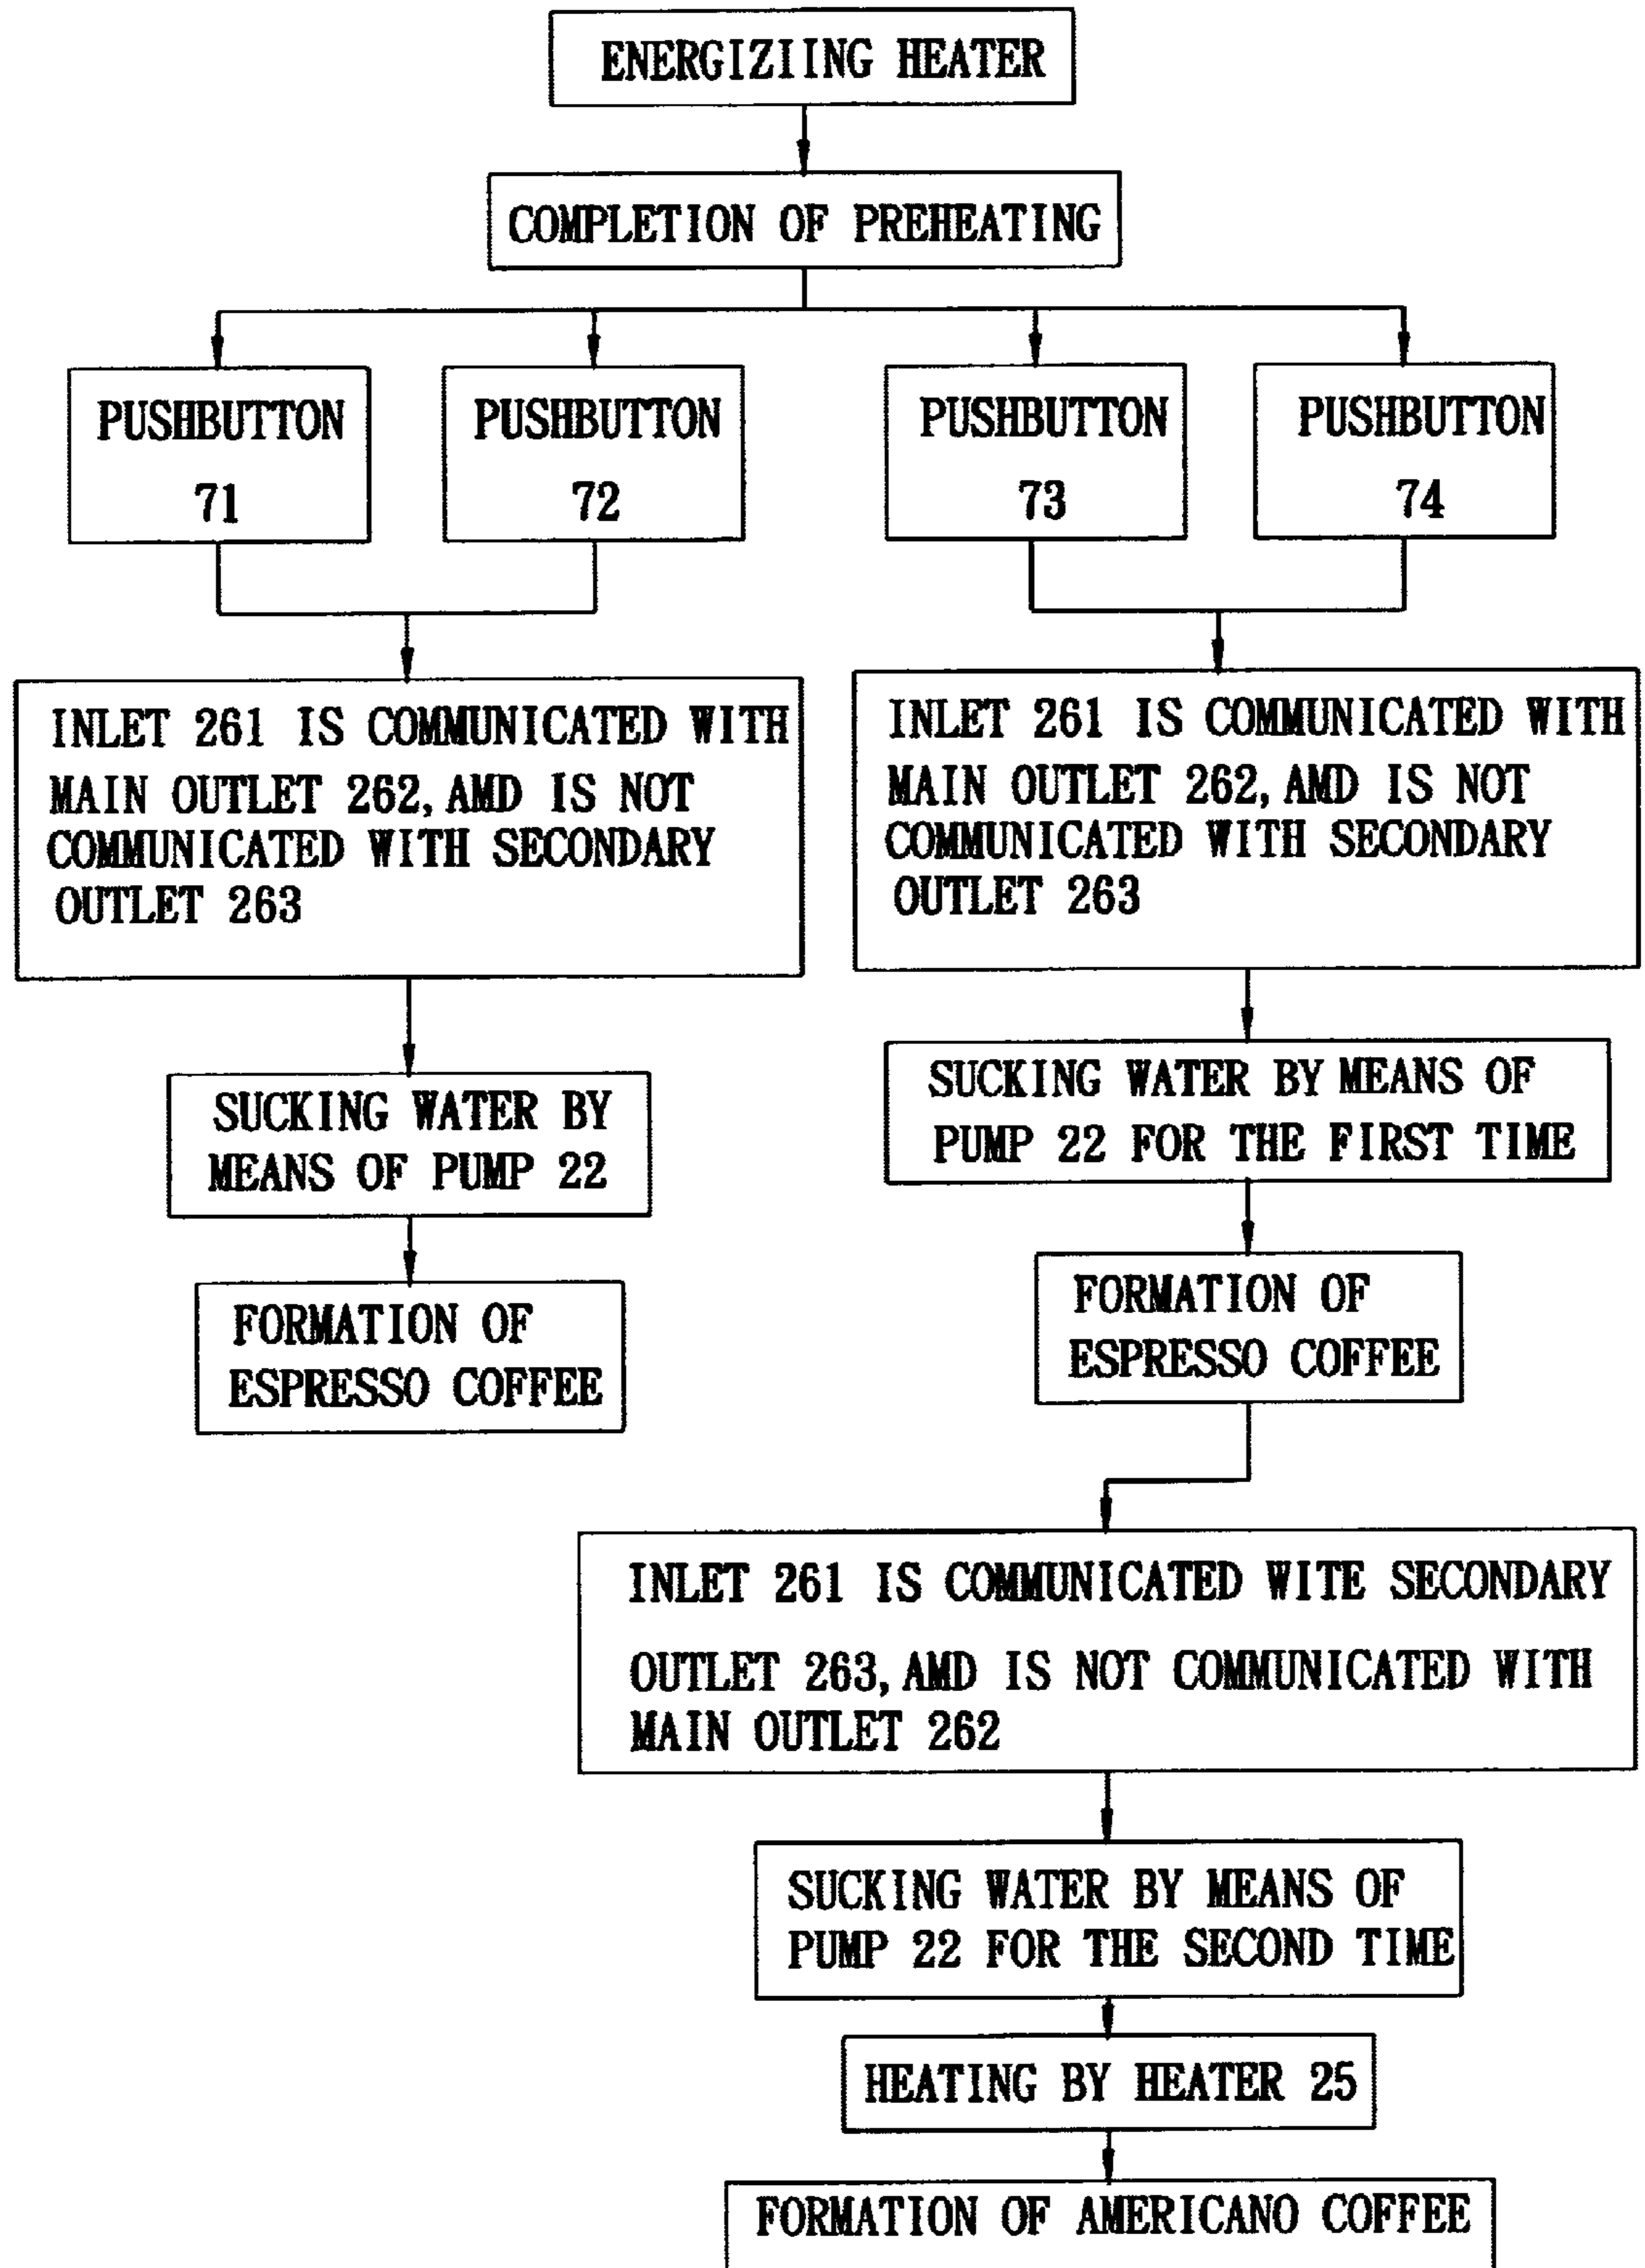 ENERGIZIING HEATER
COMPLETION OF PREHEATING
PUSHBUTTON
71
PUSHBUTTON
72
PUSHBUTTON
73
PUSHBUTTON
74
INLET 261 IS COMMUNICATED WITH
MAIN OUTLET 262, AMD IS NOT
COMMUNICATED WITH SECONDARY
OUTLET 263
SUCKING WATER BY
MEANS OF PUMP 22
FORMATION OF
ESPRESSO COFFEE
INLET 261 IS COMMUNICATED WITH
MAIN OUTLET 262, AMD IS NOT
COMMUNICATED WITH SECONDARY
OUTLET 263
SUCKING WATER BY MEANS OF
PUMP 22 FOR THE FIRST TIME
FORMATION OF
ESPRESSO COFFEE
INLET 261 IS COMMUNICATED WITE SECONDARY
OUTLET 263, AMD IS NOT COMMUNICATED WITH
MAIN OUTLET 262
SUCKING WATER BY MEANS OF
PUMP 22 FOR THE SECOND TIME
HEATING BY HEATER 25
FORMATION OF AMERICANO COFFEE